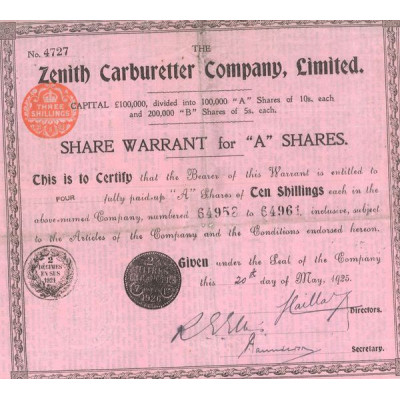 No. 4727
THE
Zenith Carburetter Company, Limited.
THREE SHILLINGS
CAPITAL £100,000, divided into 100,000 "A" Shares of 10s. each
and 200,000 "B" Shares of 5s. each.
SHARE WARRANT for "A" SHARES.
This is to Certify that the Bearer of this Warrant is entitled to
FOUR fully paid-up "A" Shares of Ten Shillings each in the
above-named Company, numbered 64958 to 64961 inclusive, subject
to the Articles of the Company and the Conditions endorsed hereon.
2
DÉCIMES
EN SUS
Given under the Seal of the Company
this 20th day of May, 1925.
Directors.
Secretary.